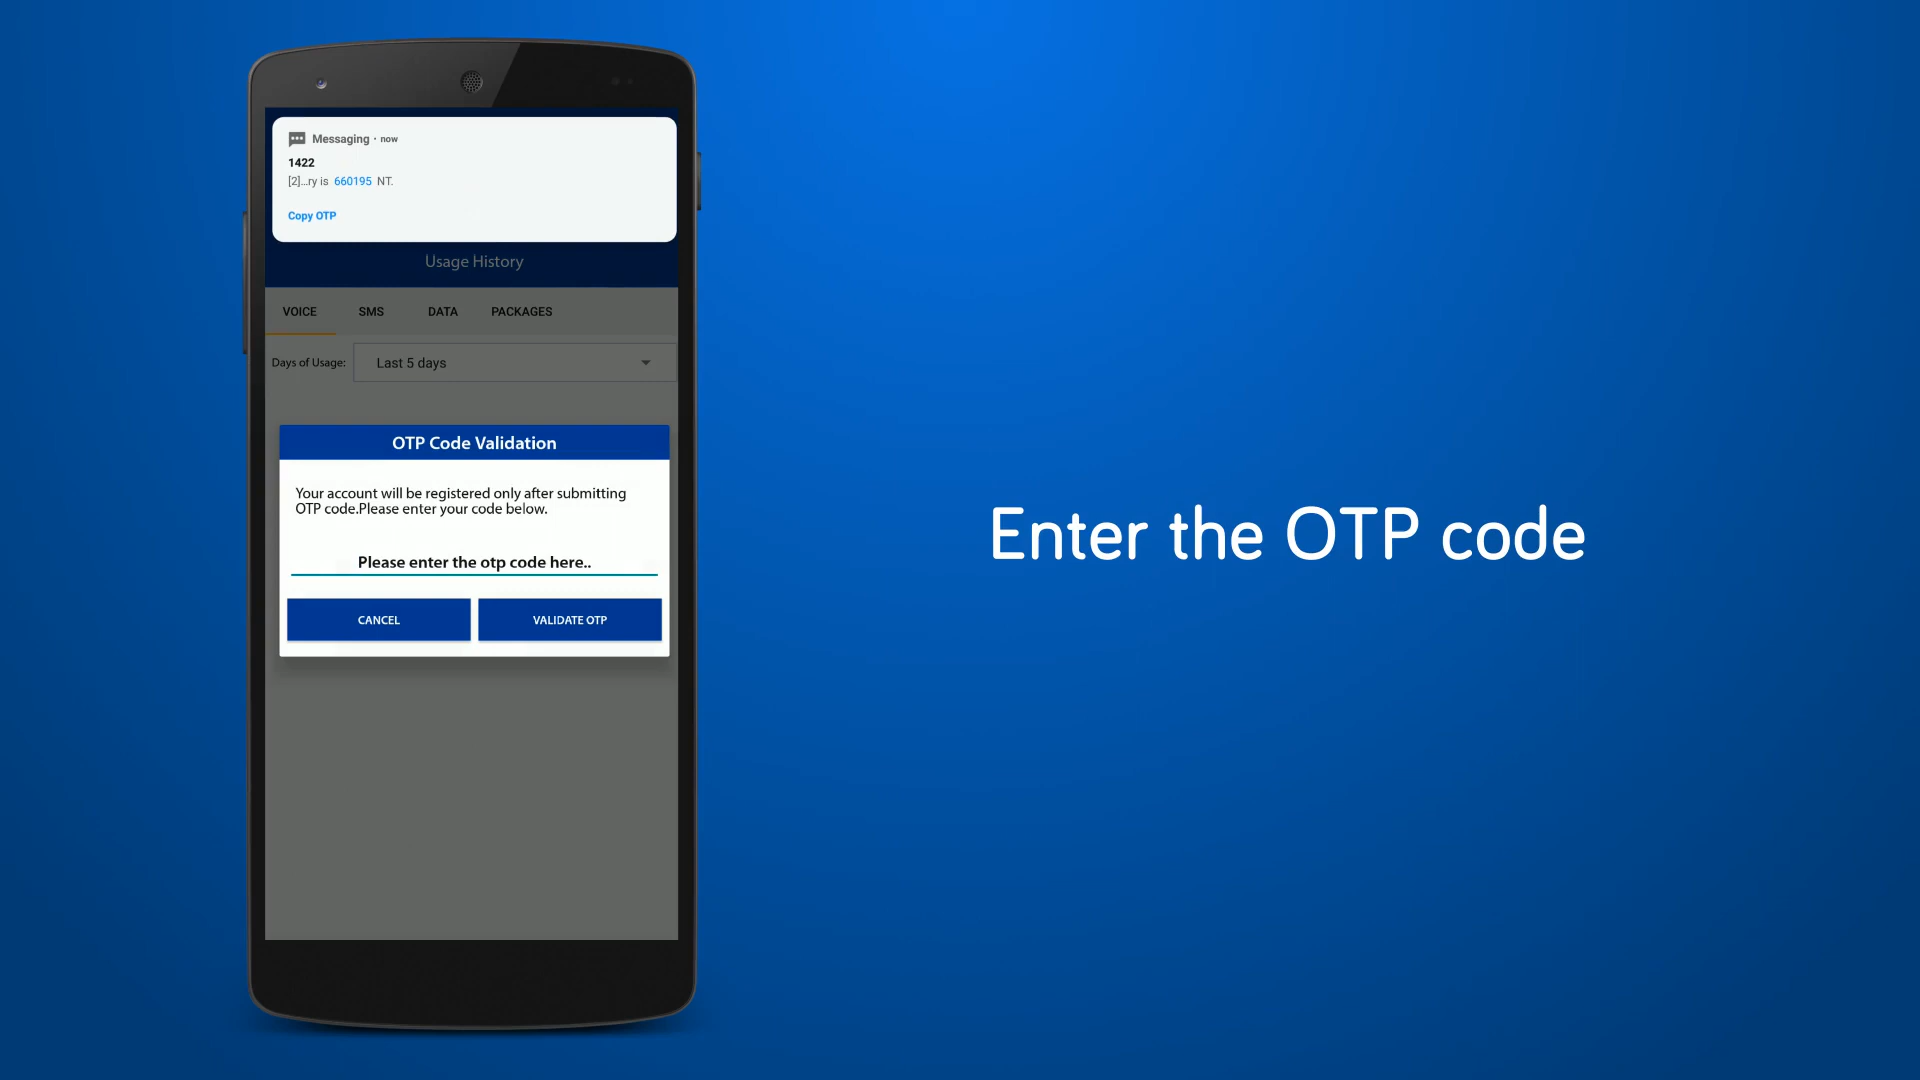 Messaging · now
1422
[2]...ry is 660195 NT.
Copy OTP
Usage History
VOICE SMS DATA PACKAGES
Days of Usage: Last 5 days
OTP Code Validation
Your account will be registered only after submitting
OTP code.Please enter your code below.
Please enter the otp code here..
CANCEL VALIDATE OTP
Enter the OTP code